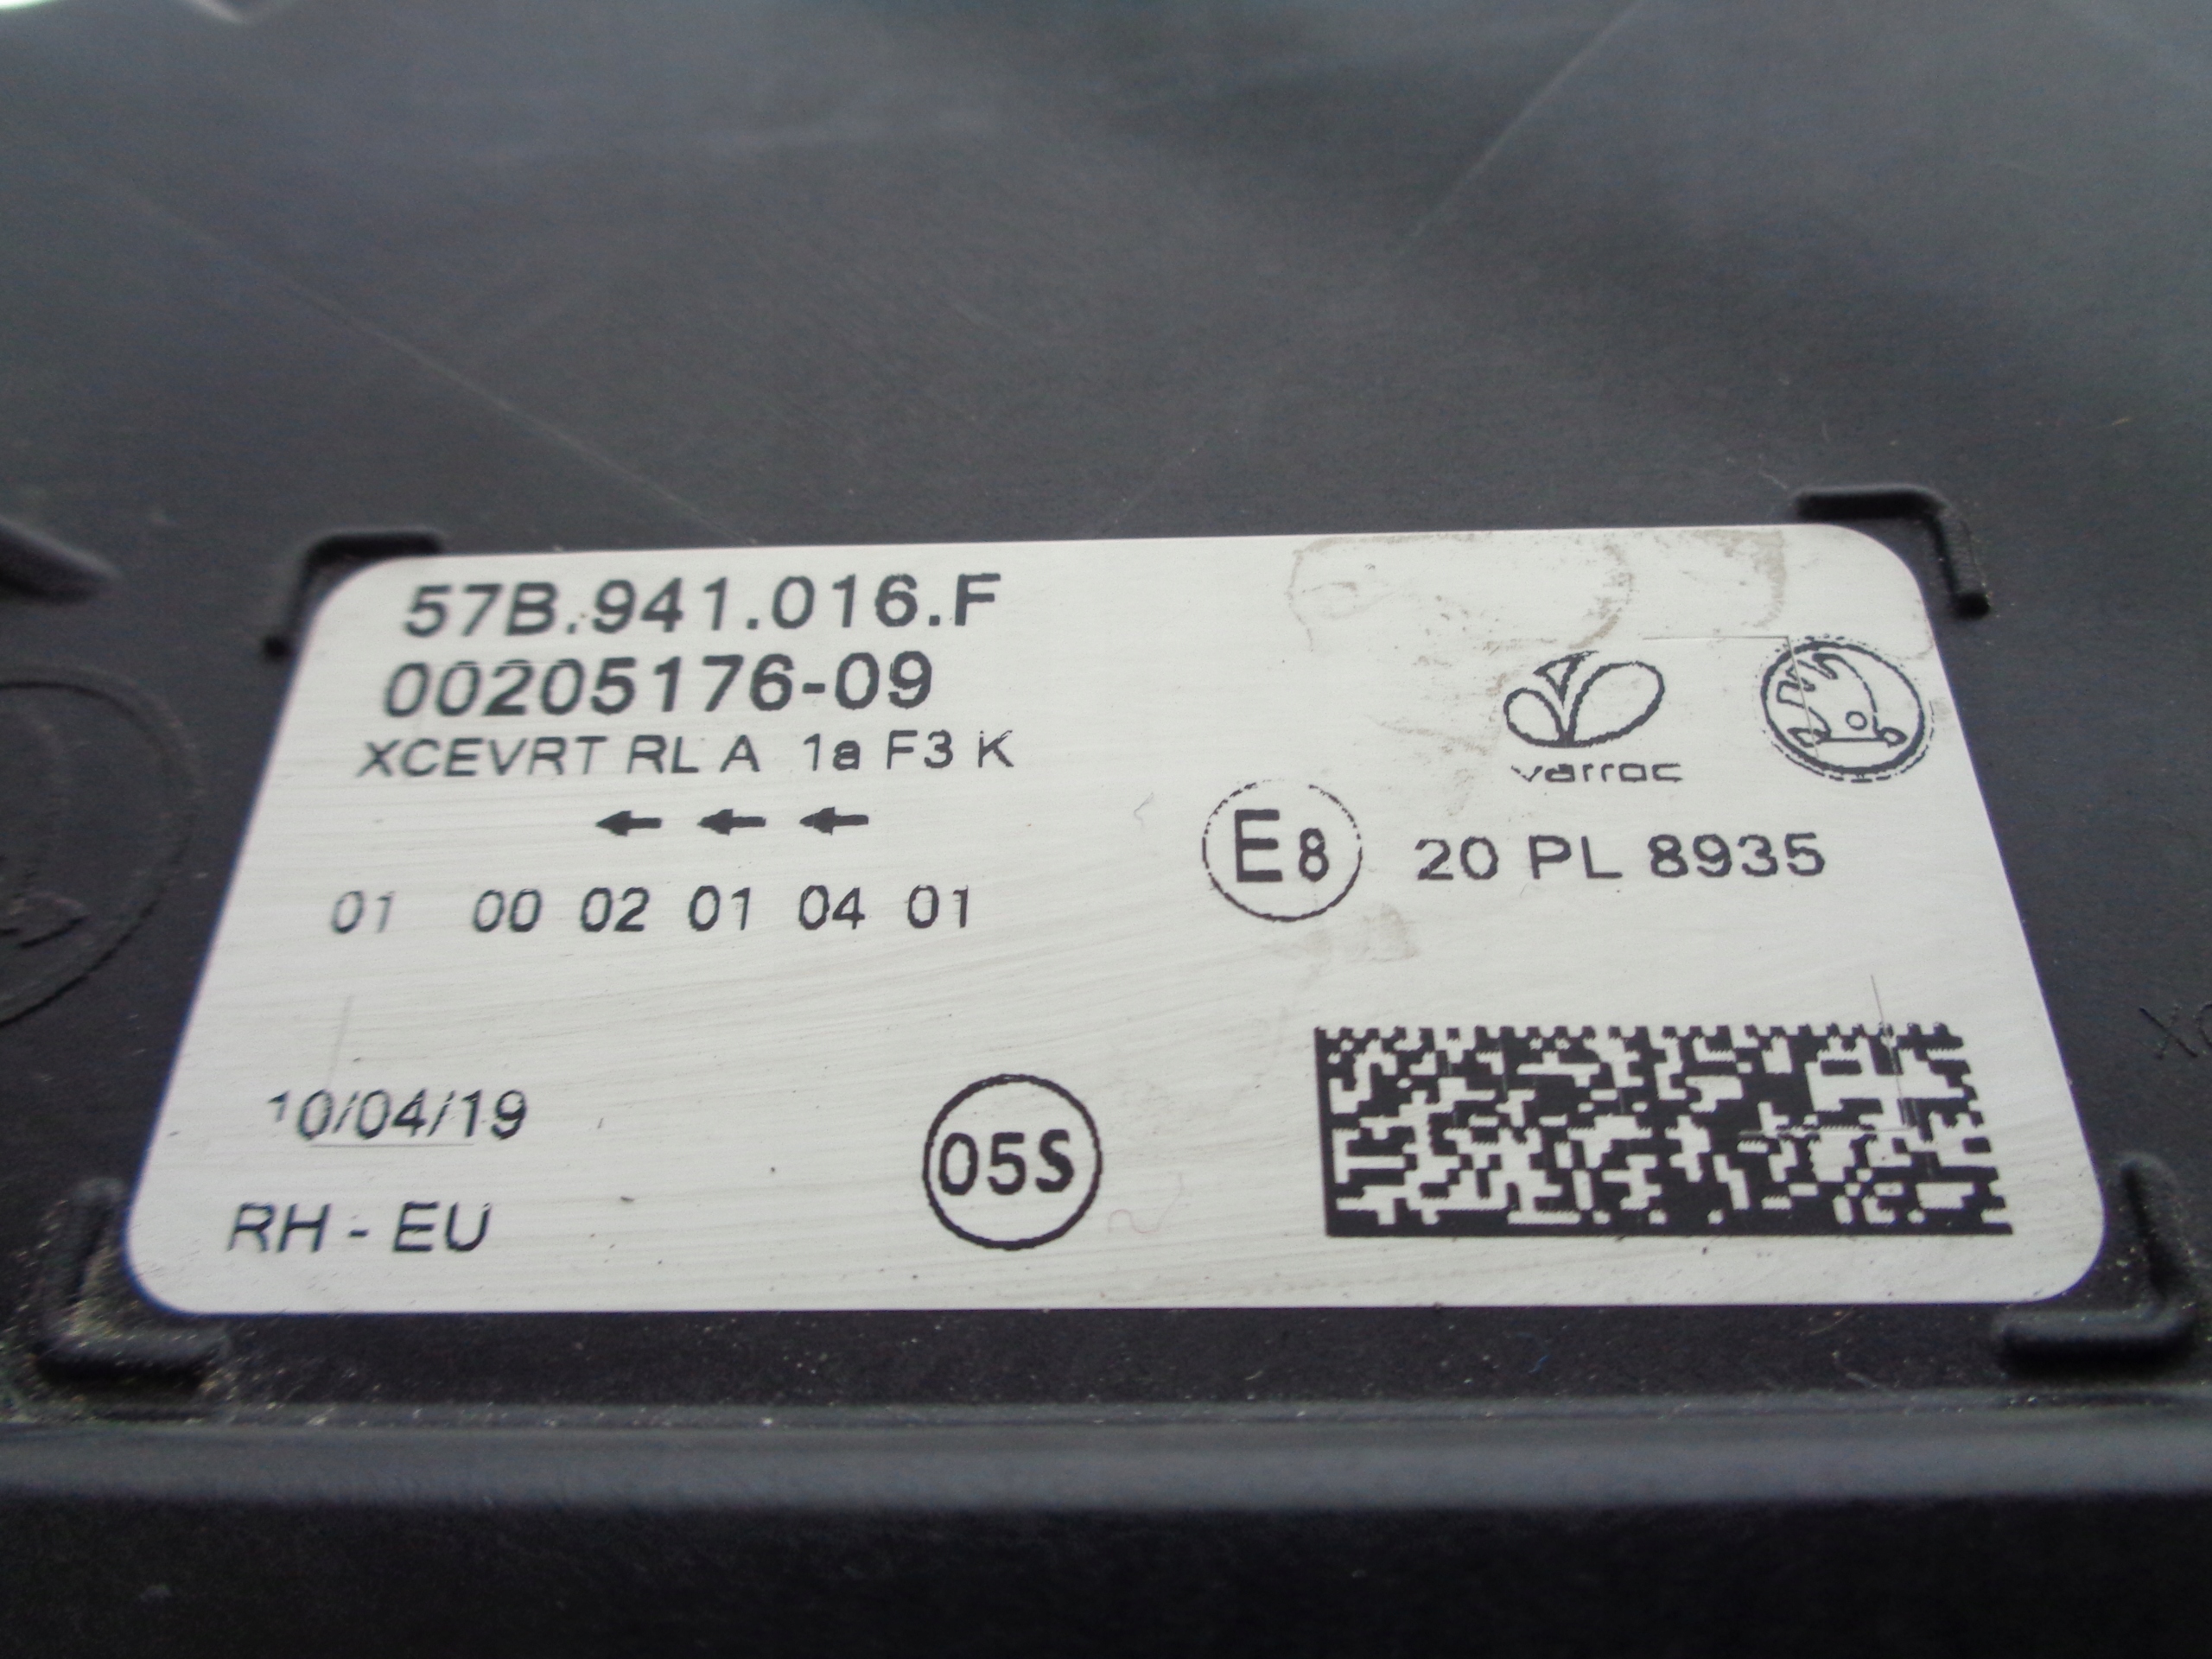 57B.941.016.F
00205176-09
XCEVRT RL A 1a F3 K
varroc
← ← ←
E8 20 PL 8935
01 00 02 01 04 01
10/04/19
05S
RH - EU